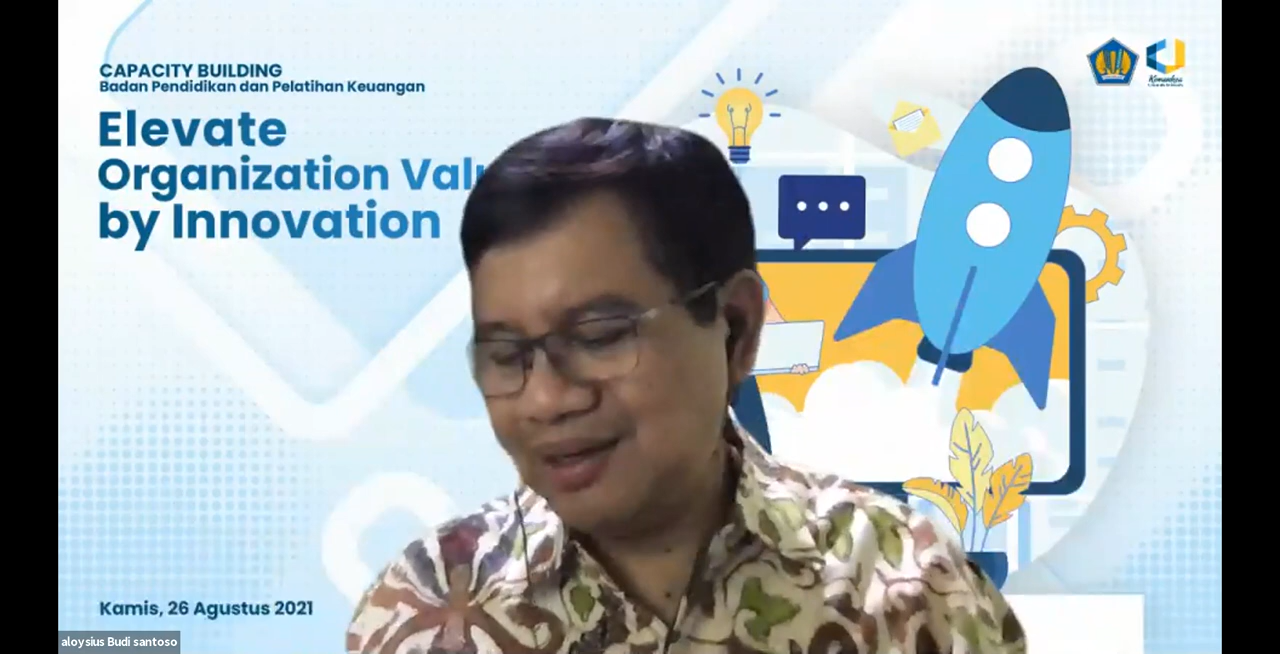 CAPACITY BUILDING
Badan Pendidikan dan Pelatihan Keuangan
Elevate
Organization Valu
by Innovation
Kamis, 26 Agustus 2021
aloysius Budi santoso